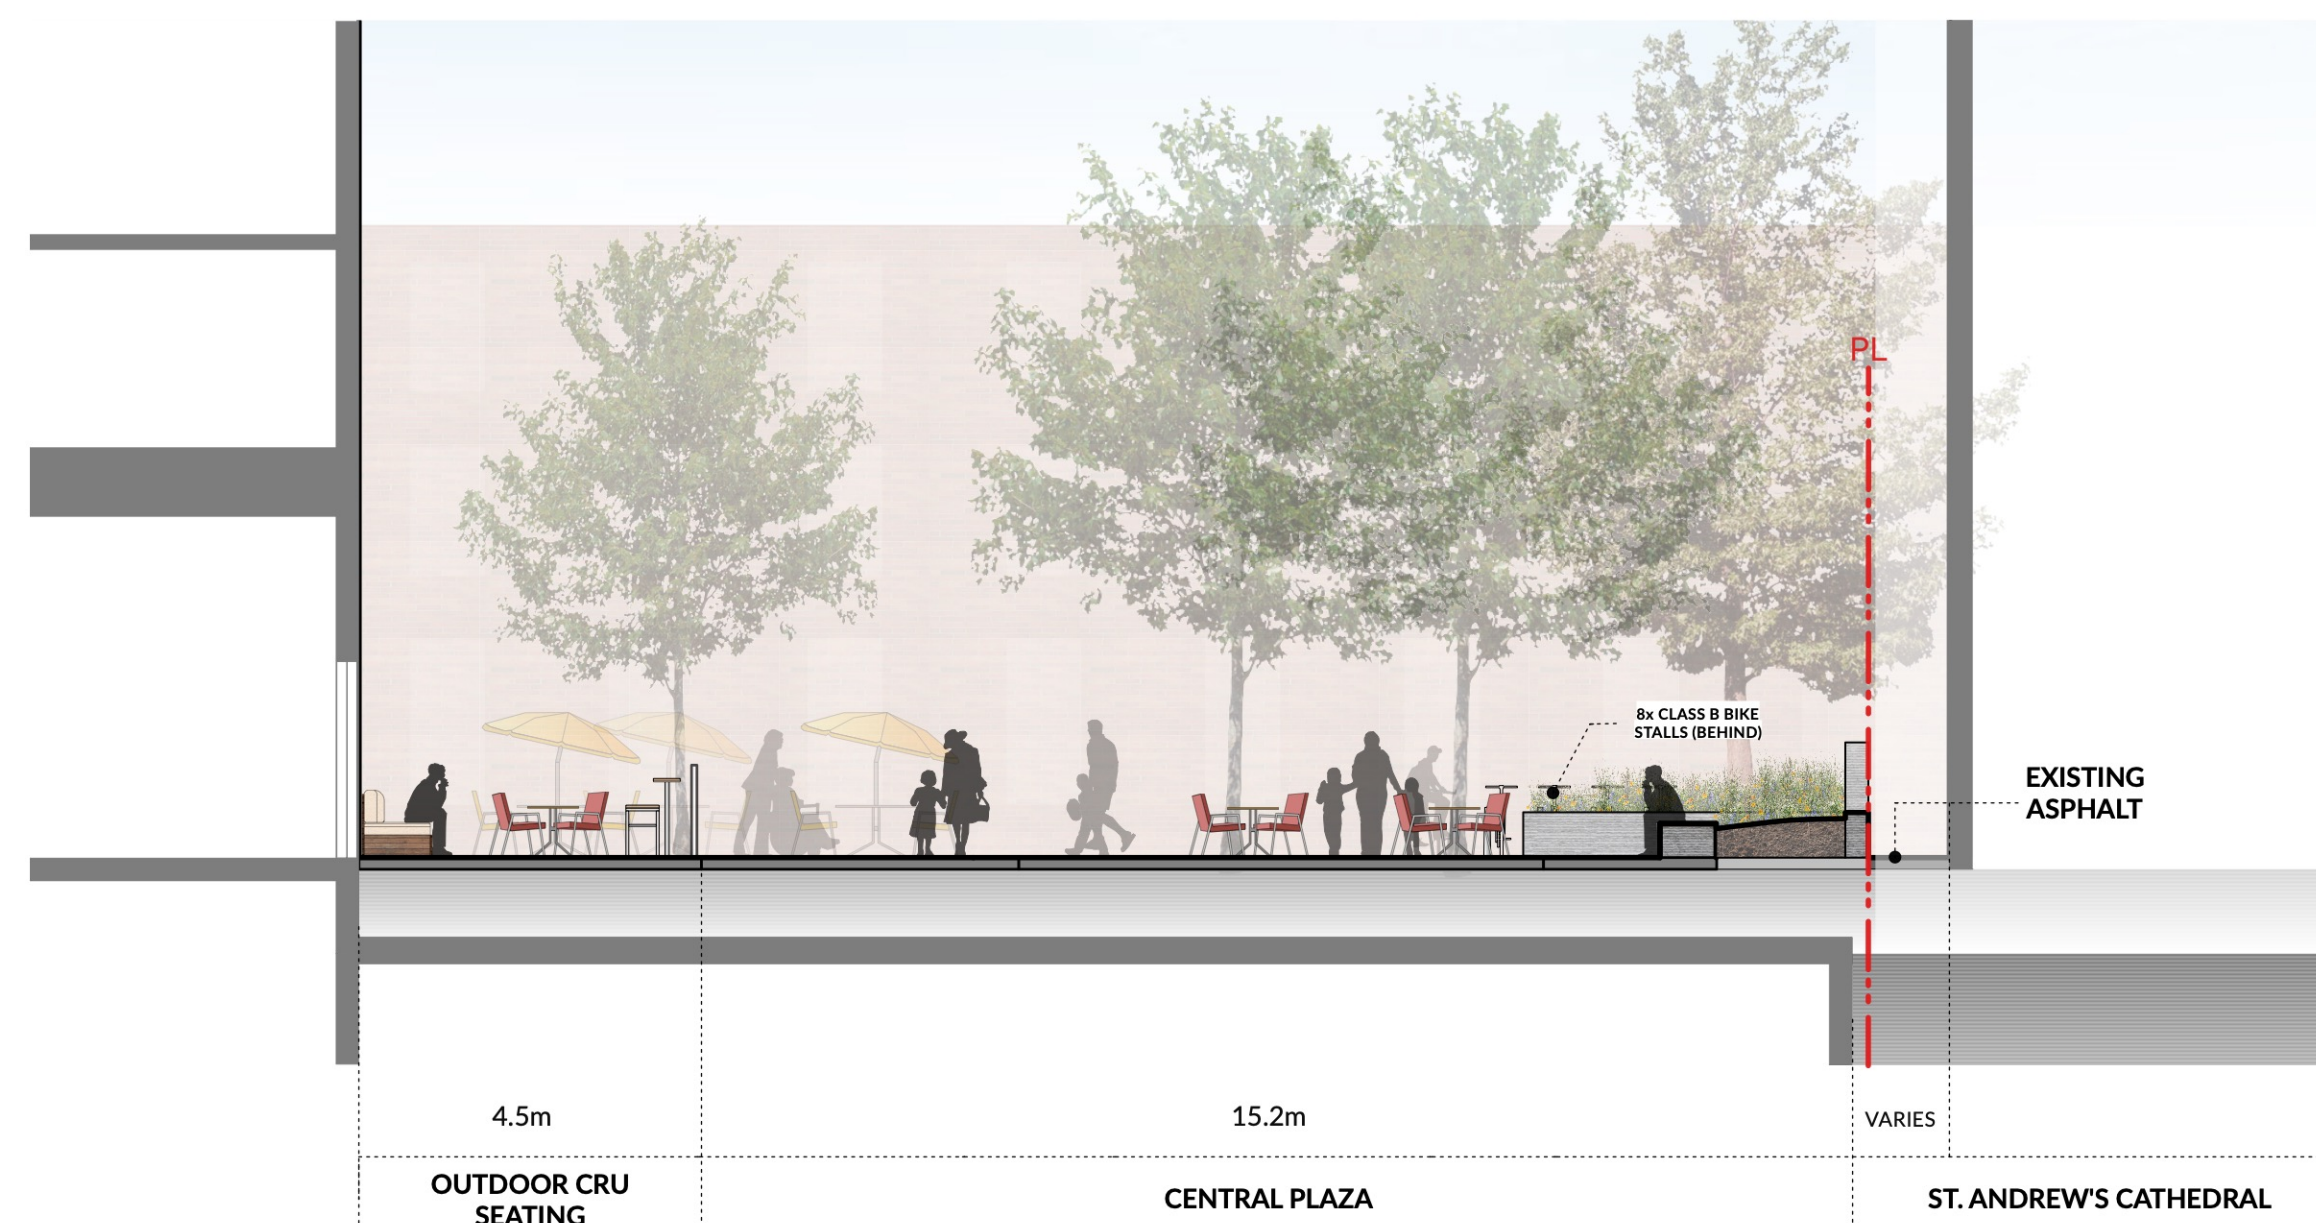 PL
8x CLASS B BIKE
STALLS (BEHIND)
EXISTING
ASPHALT
4.5m
15.2m
VARIES
OUTDOOR CRU
SEATING
CENTRAL PLAZA
ST. ANDREW'S CATHEDRAL